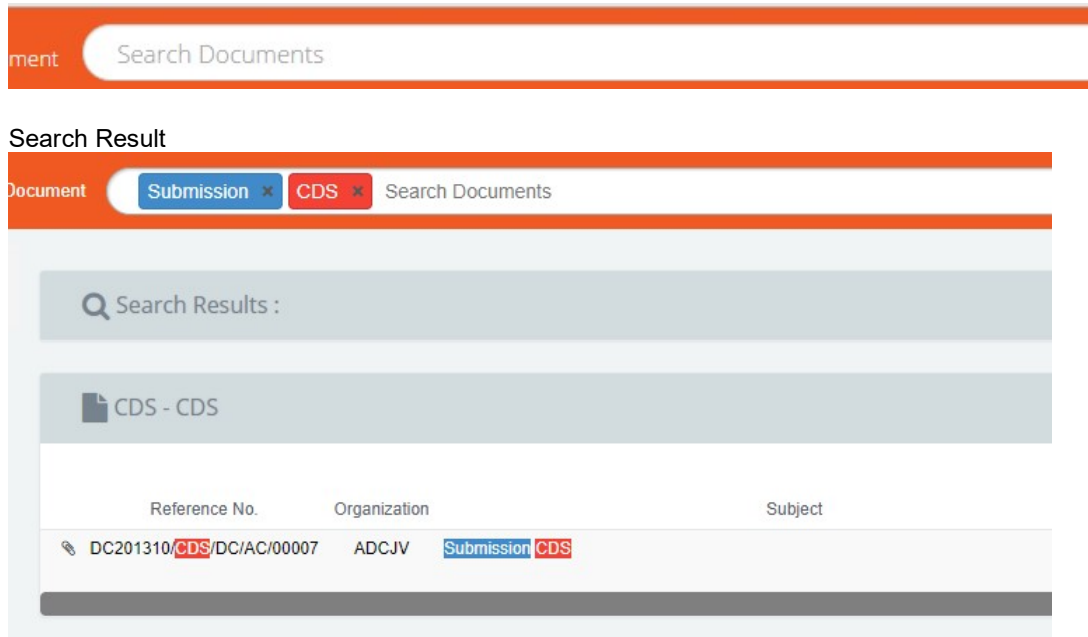 ment Search Documents
Search Result
Document Submission × CDS × Search Documents
Search Results :
CDS - CDS
Reference No. Organization Subject
DC201310/CDS/DC/AC/00007 ADCJV Submission CDS